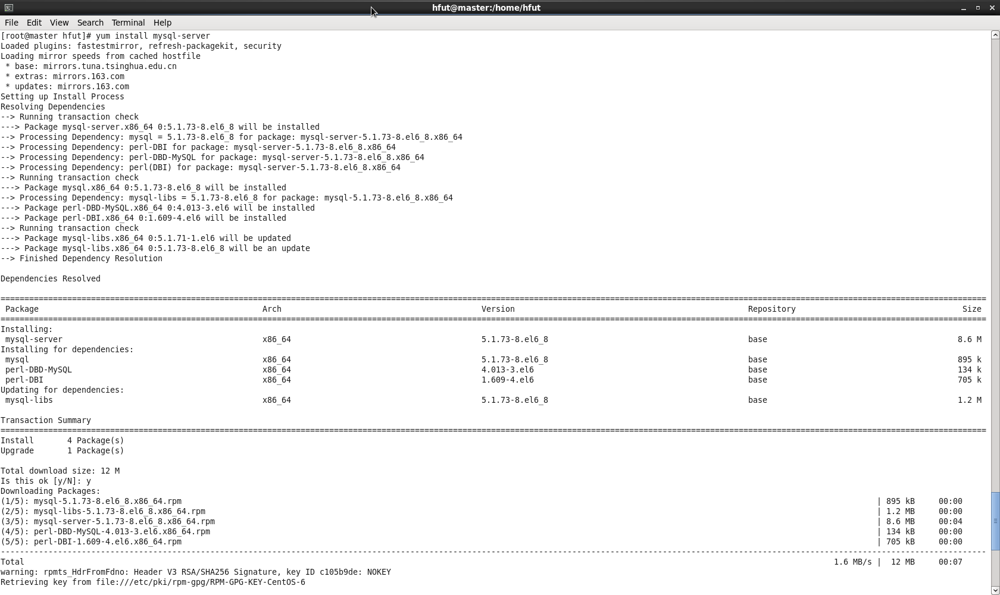 hfut@master:/home/hfut
File Edit View Search Terminal Help
[root@master hfut]# yum install mysql-server
Loaded plugins: fastestmirror, refresh-packagekit, security
Loading mirror speeds from cached hostfile
 * base: mirrors.tuna.tsinghua.edu.cn
 * extras: mirrors.163.com
 * updates: mirrors.163.com
Setting up Install Process
Resolving Dependencies
--> Running transaction check
---> Package mysql-server.x86_64 0:5.1.73-8.el6_8 will be installed
--> Processing Dependency: mysql = 5.1.73-8.el6_8 for package: mysql-server-5.1.73-8.el6_8.x86_64
--> Processing Dependency: perl-DBI for package: mysql-server-5.1.73-8.el6_8.x86_64
--> Processing Dependency: perl-DBD-MySQL for package: mysql-server-5.1.73-8.el6_8.x86_64
--> Processing Dependency: perl(DBI) for package: mysql-server-5.1.73-8.el6_8.x86_64
--> Running transaction check
---> Package mysql.x86_64 0:5.1.73-8.el6_8 will be installed
--> Processing Dependency: mysql-libs = 5.1.73-8.el6_8 for package: mysql-5.1.73-8.el6_8.x86_64
---> Package perl-DBD-MySQL.x86_64 0:4.013-3.el6 will be installed
---> Package perl-DBI.x86_64 0:1.609-4.el6 will be installed
--> Running transaction check
---> Package mysql-libs.x86_64 0:5.1.71-1.el6 will be updated
---> Package mysql-libs.x86_64 0:5.1.73-8.el6_8 will be an update
--> Finished Dependency Resolution
Dependencies Resolved
Package Arch Version Repository Size
Installing:
mysql-server x86_64 5.1.73-8.el6_8 base 8.6 M
Installing for dependencies:
mysql x86_64 5.1.73-8.el6_8 base 895 k
perl-DBD-MySQL x86_64 4.013-3.el6 base 134 k
perl-DBI x86_64 1.609-4.el6 base 705 k
Updating for dependencies:
mysql-libs x86_64 5.1.73-8.el6_8 base 1.2 M
Transaction Summary
Install 4 Package(s)
Upgrade 1 Package(s)
Total download size: 12 M
Is this ok [y/N]: y
Downloading Packages:
(1/5): mysql-5.1.73-8.el6_8.x86_64.rpm | 895 kB 00:00
(2/5): mysql-libs-5.1.73-8.el6_8.x86_64.rpm | 1.2 MB 00:00
(3/5): mysql-server-5.1.73-8.el6_8.x86_64.rpm | 8.6 MB 00:04
(4/5): perl-DBD-MySQL-4.013-3.el6.x86_64.rpm | 134 kB 00:00
(5/5): perl-DBI-1.609-4.el6.x86_64.rpm | 705 kB 00:00
Total 1.6 MB/s | 12 MB 00:07
warning: rpmts_HdrFromFdno: Header V3 RSA/SHA256 Signature, key ID c105b9de: NOKEY
Retrieving key from file:///etc/pki/rpm-gpg/RPM-GPG-KEY-CentOS-6